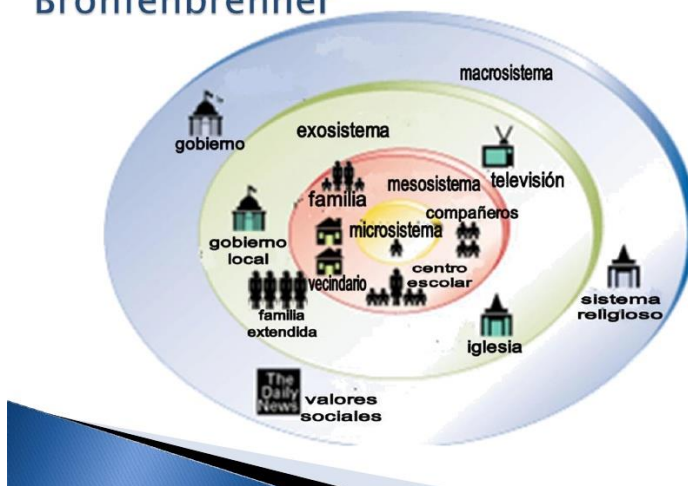 Bronfenbrenner
macrosistema
gobierno
exosistema
televisión
familia
mesosistema
compañeros
microsistema
gobierno
local
vecindario
centro
escolar
familia
extendida
iglesia
sistema
religioso
The
Daily
News
valores
sociales